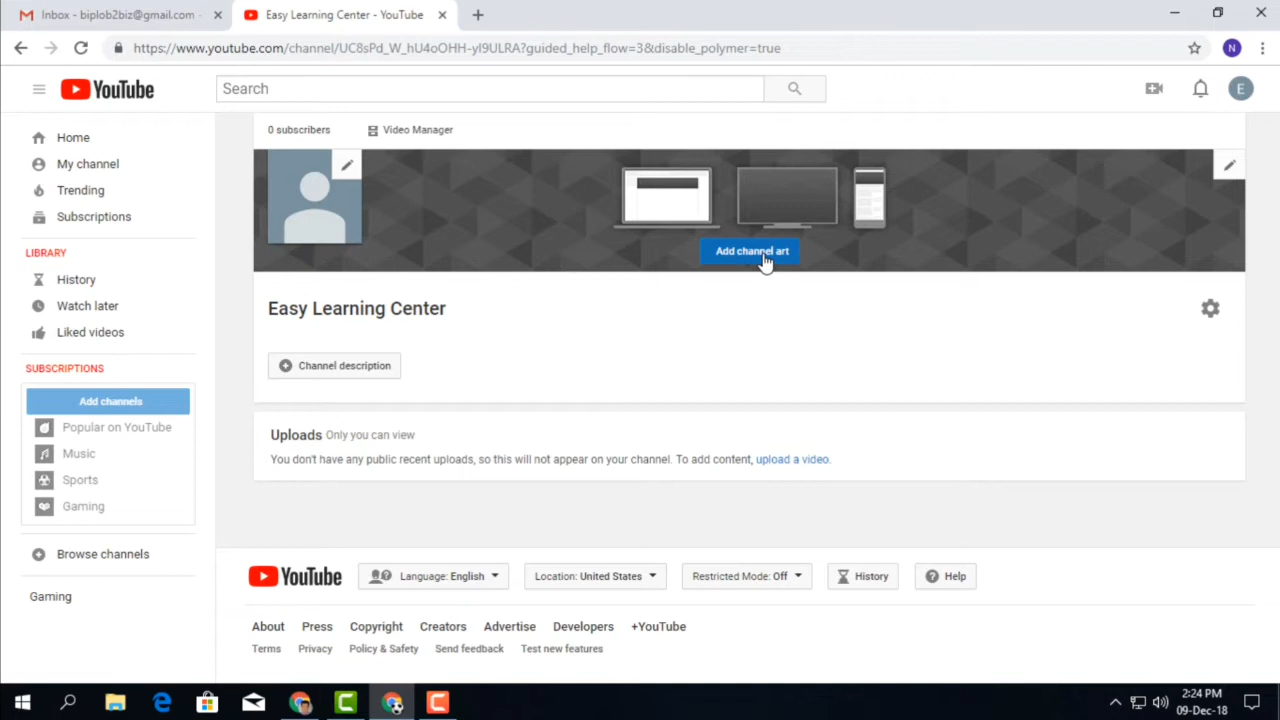 Inbox - biplob2biz@gmail.com
Easy Learning Center - YouTube
https://www.youtube.com/channel/UC8sPd_W_hU4oOHH-yI9ULRA?guided_help_flow=3&disable_polymer=true
N
YouTube
Search
E
0 subscribers
Video Manager
Home
My channel
Trending
Subscriptions
LIBRARY
History
Watch later
Liked videos
SUBSCRIPTIONS
Add channels
Popular on YouTube
Music
Sports
Gaming
Browse channels
Gaming
Add channel art
Easy Learning Center
Channel description
Uploads Only you can view
You don't have any public recent uploads, so this will not appear on your channel. To add content, upload a video.
YouTube
Language: English
Location: United States
Restricted Mode: Off
History
Help
About Press Copyright Creators Advertise Developers +YouTube
Terms Privacy Policy & Safety Send feedback Test new features
2:24 PM
09-Dec-18